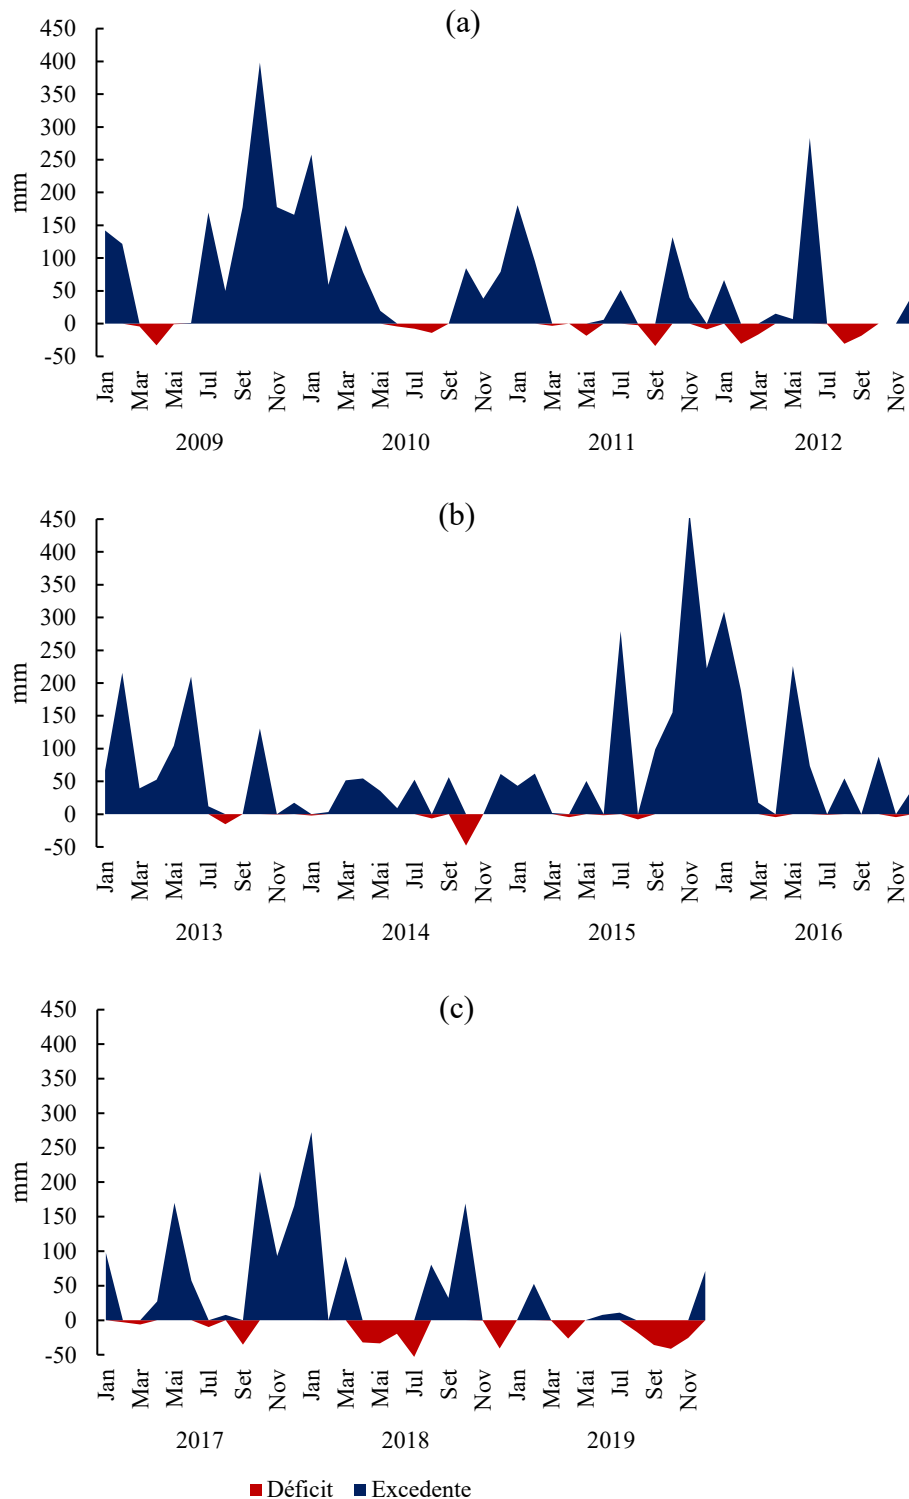 (a)
450
400
350
300
250
200
150
100
50
0
-50
mm
Jan Mar Mai Jul Set Nov Jan Mar Mai Jul Set Nov Jan Mar Mai Jul Set Nov Jan Mar Mai Jul Set Nov
2009 2010 2011 2012
(b)
450
400
350
300
250
200
150
100
50
0
-50
mm
Jan Mar Mai Jul Set Nov Jan Mar Mai Jul Set Nov Jan Mar Mai Jul Set Nov Jan Mar Mai Jul Set Nov
2013 2014 2015 2016
(c)
450
400
350
300
250
200
150
100
50
0
-50
mm
Jan Mar Mai Jul Set Nov Jan Mar Mai Jul Set Nov Jan Mar Mai Jul Set Nov
2017 2018 2019
Déficit Excedente